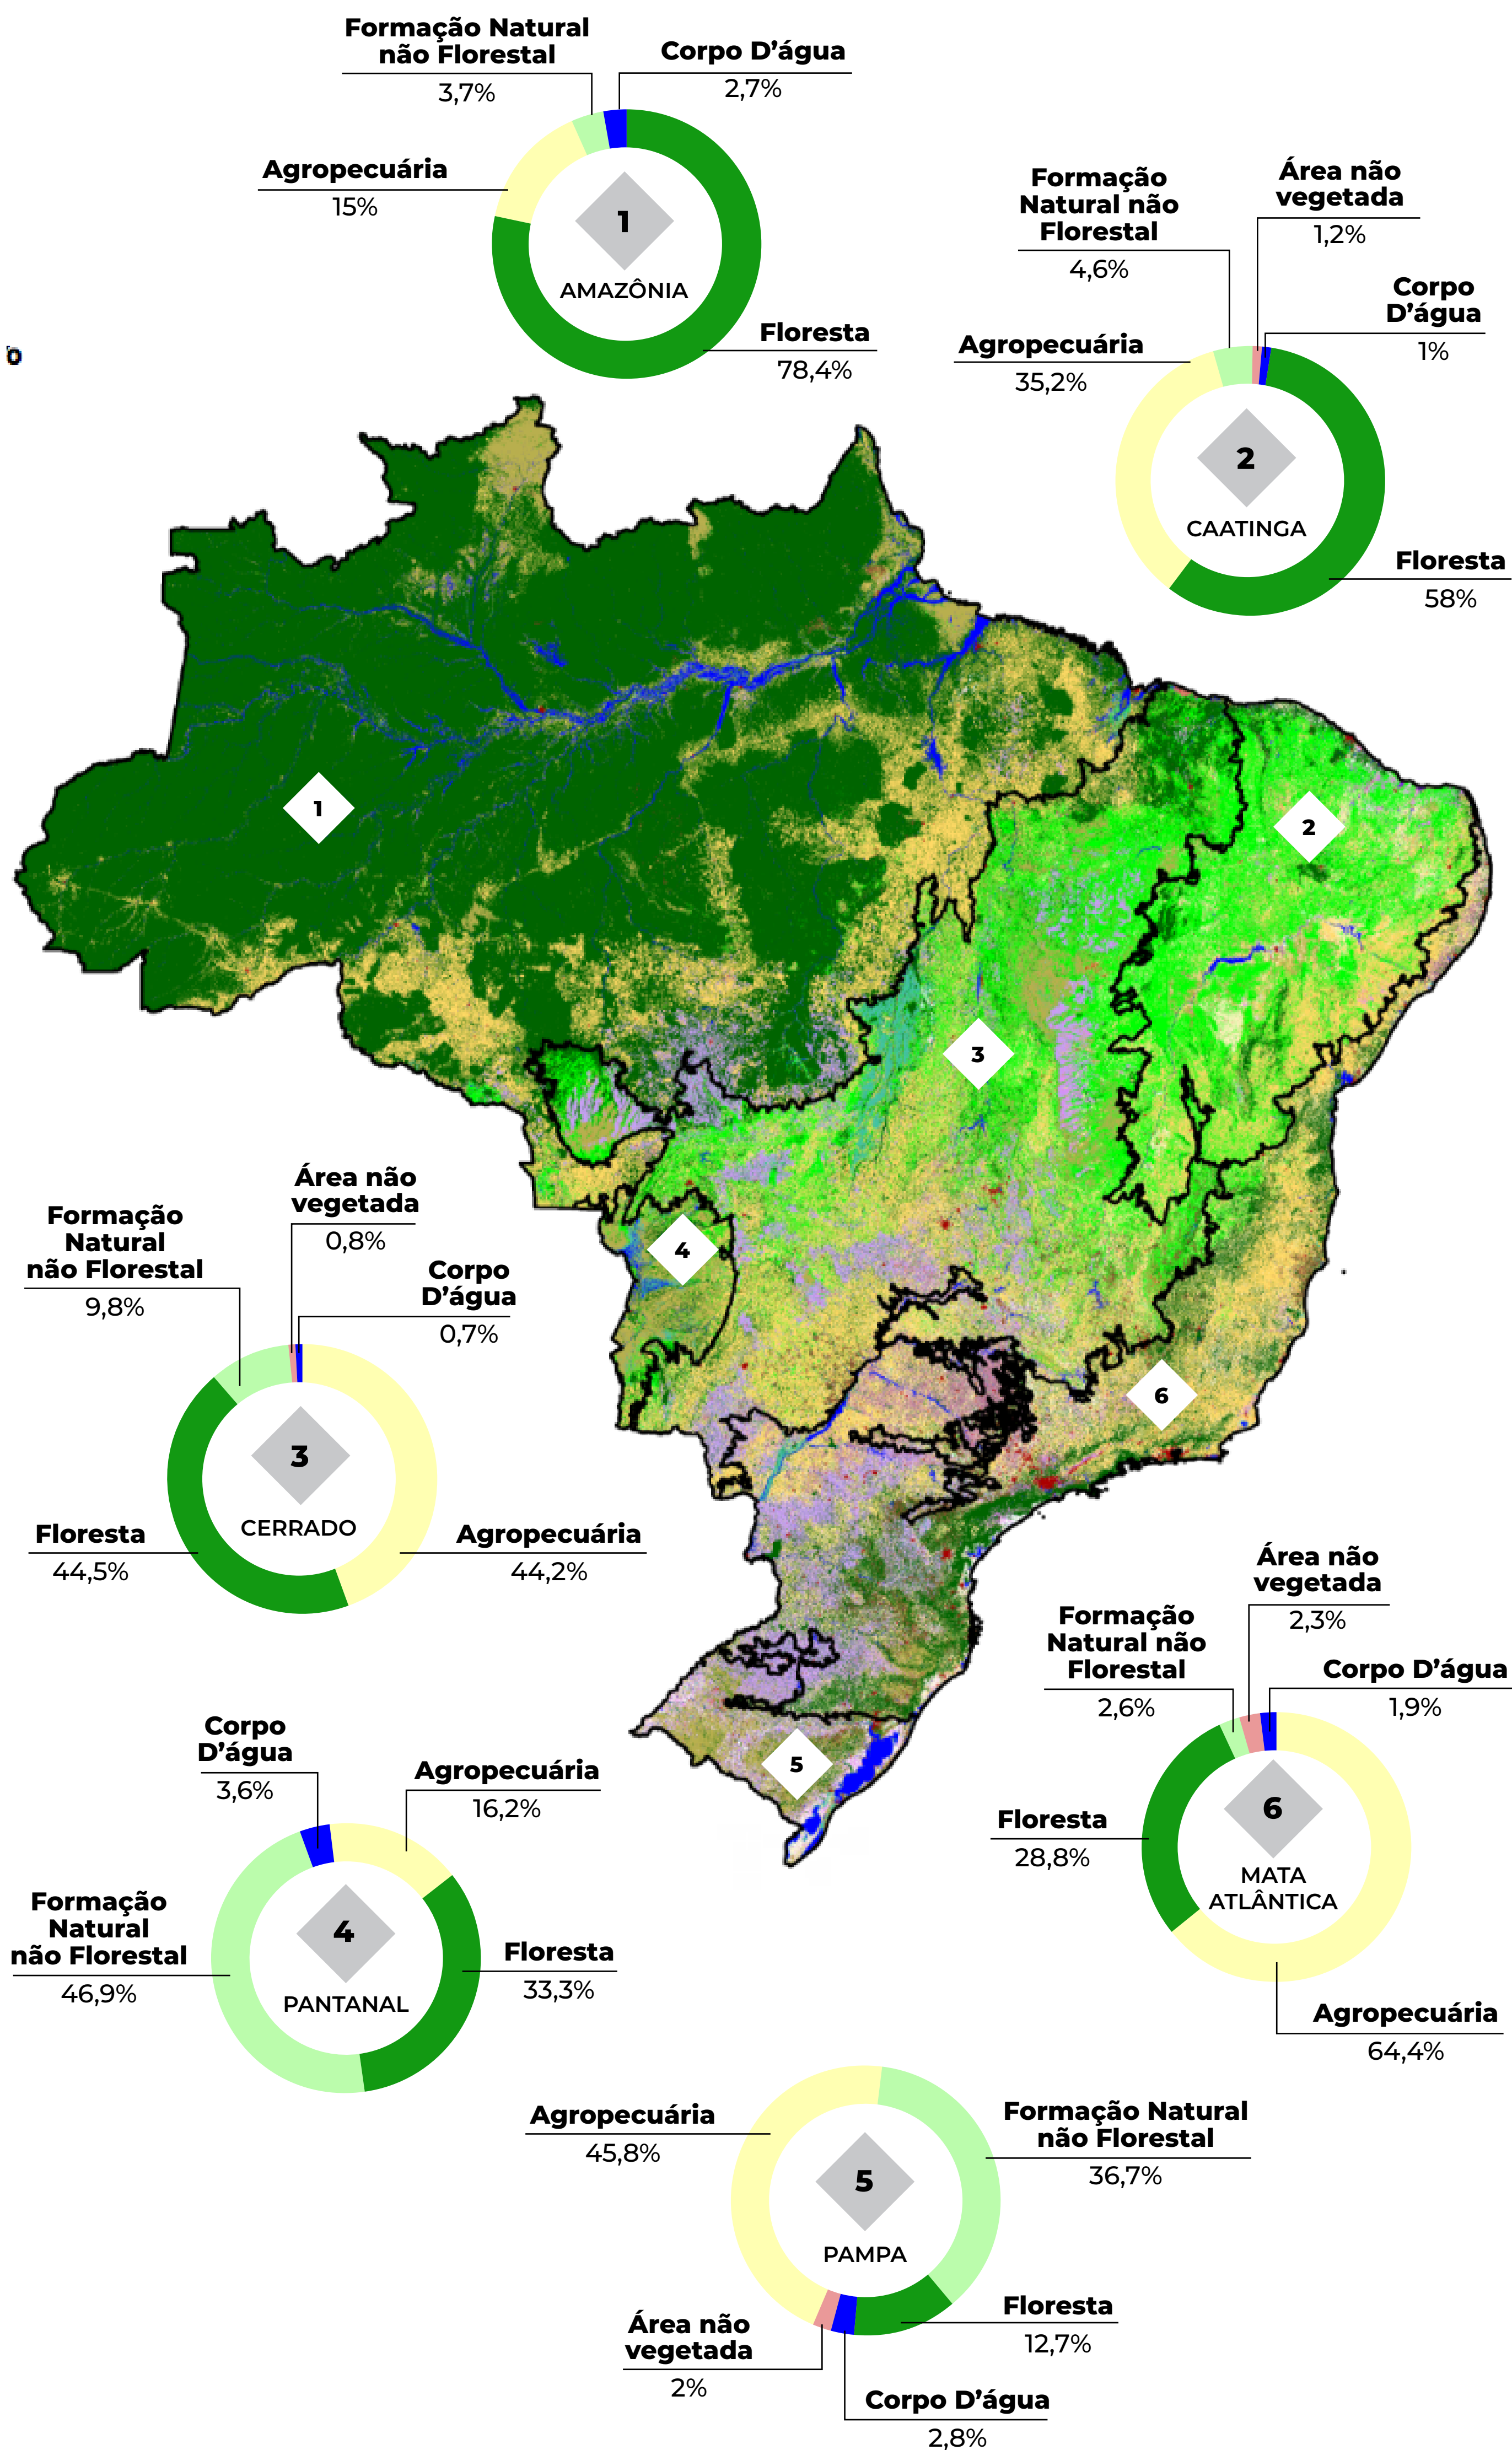 Formação Natural
não Florestal
3,7%
Corpo D’água
2,7%
Agropecuária
15%
1
AMAZÔNIA
Floresta
78,4%
Formação
Natural não
Florestal
4,6%
Área não
vegetada
1,2%
Corpo
D’água
1%
Agropecuária
35,2%
2
CAATINGA
Floresta
58%
1
2
3
4
6
5
Formação
Natural
não Florestal
9,8%
Área não
vegetada
0,8%
Corpo
D’água
0,7%
3
CERRADO
Floresta
44,5%
Agropecuária
44,2%
Corpo
D’água
3,6%
Agropecuária
16,2%
Formação
Natural
não Florestal
46,9%
4
PANTANAL
Floresta
33,3%
Formação
Natural não
Florestal
2,6%
Área não
vegetada
2,3%
Corpo D’água
1,9%
Floresta
28,8%
6
MATA
ATLÂNTICA
Agropecuária
64,4%
Agropecuária
45,8%
Formação Natural
não Florestal
36,7%
5
PAMPA
Área não
vegetada
2%
Floresta
12,7%
Corpo D’água
2,8%